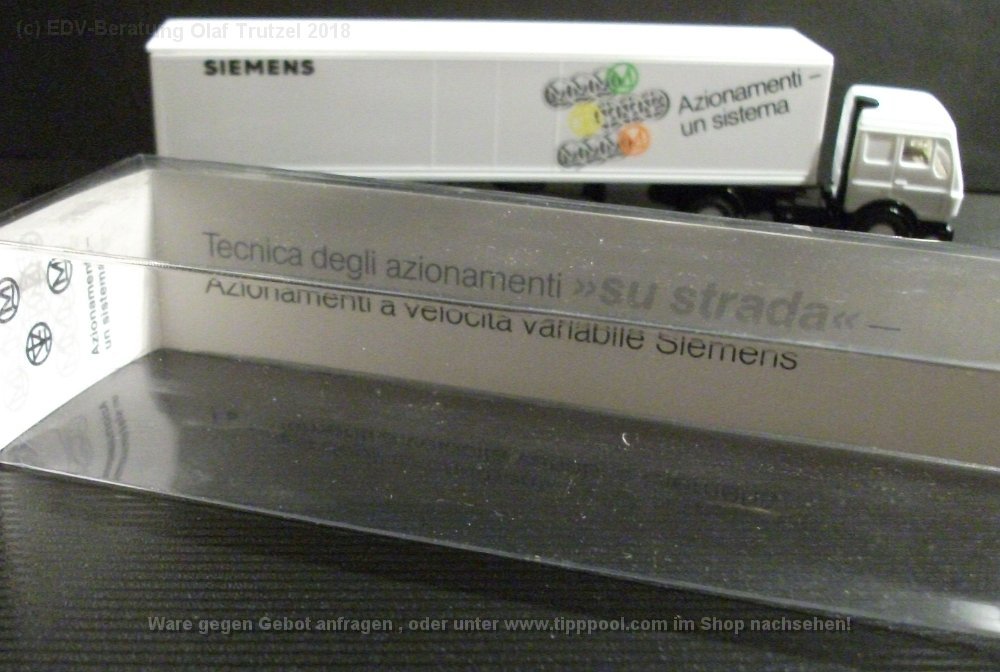 (c) EDV-Beratung Olaf Trutzel 2018
SIEMENS
Azionamenti –
un sistema
Tecnica degli azionamenti »su strada« –
Azionamenti a velocità variabile Siemens
Azionamenti –
un sistema
Ware gegen Gebot anfragen , oder unter www.tipppool.com im Shop nachsehen!